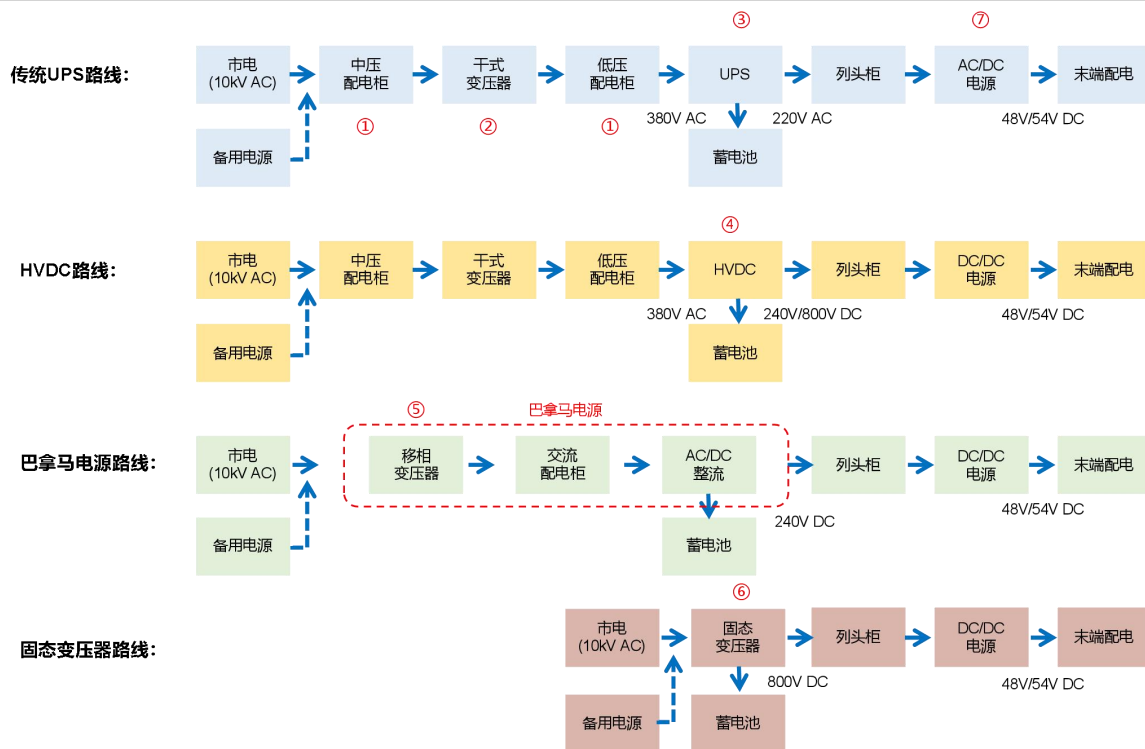 ③
⑦
传统UPS路线：
市电
(10kV AC)
中压
配电柜
干式
变压器
低压
配电柜
UPS
列头柜
AC/DC
电源
末端配电
①
②
①
380V AC
220V AC
48V/54V DC
备用电源
蓄电池
④
HVDC路线：
市电
(10kV AC)
中压
配电柜
干式
变压器
低压
配电柜
HVDC
列头柜
DC/DC
电源
末端配电
380V AC
240V/800V DC
48V/54V DC
备用电源
蓄电池
⑤
巴拿马电源
巴拿马电源路线：
市电
(10kV AC)
移相
变压器
交流
配电柜
AC/DC
整流
列头柜
DC/DC
电源
末端配电
240V DC
48V/54V DC
备用电源
蓄电池
⑥
固态变压器路线：
市电
(10kV AC)
固态
变压器
列头柜
DC/DC
电源
末端配电
800V DC
48V/54V DC
备用电源
蓄电池